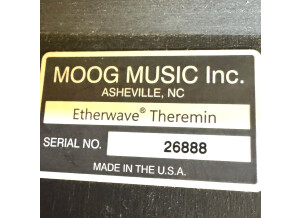 MOOG MUSIC Inc.
ASHEVILLE, NC
Etherwave® Theremin
SERIAL NO. 26888
MADE IN THE U.S.A.